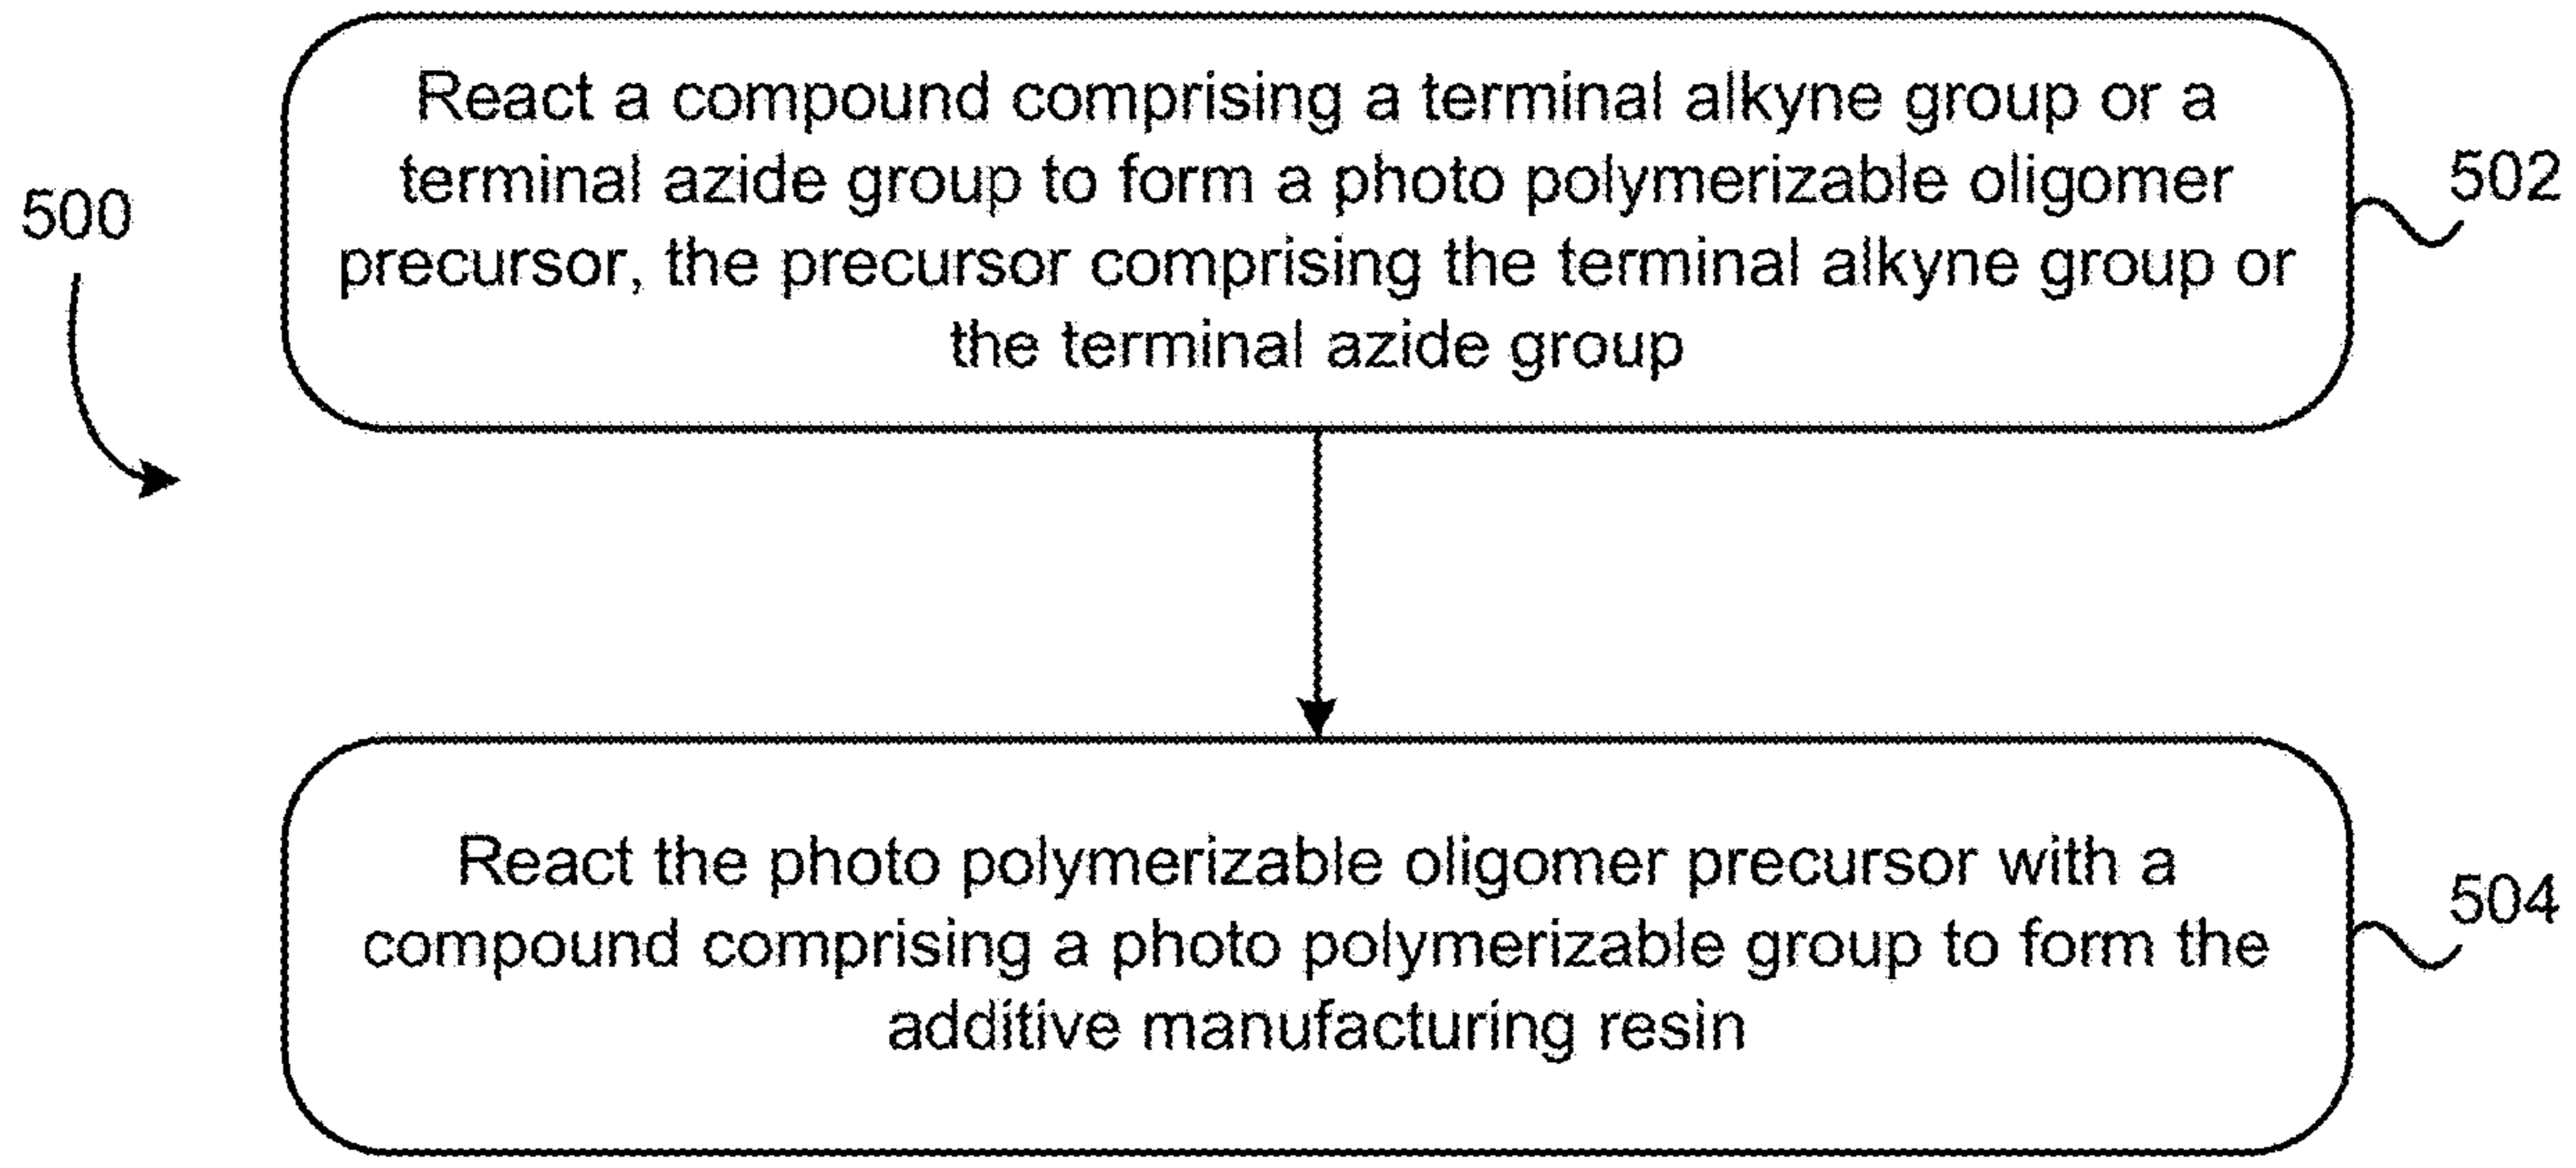 500
React a compound comprising a terminal alkyne group or a
terminal azide group to form a photo polymerizable oligomer
precursor, the precursor comprising the terminal alkyne group or
the terminal azide group
502
React the photo polymerizable oligomer precursor with a
compound comprising a photo polymerizable group to form the
additive manufacturing resin
504